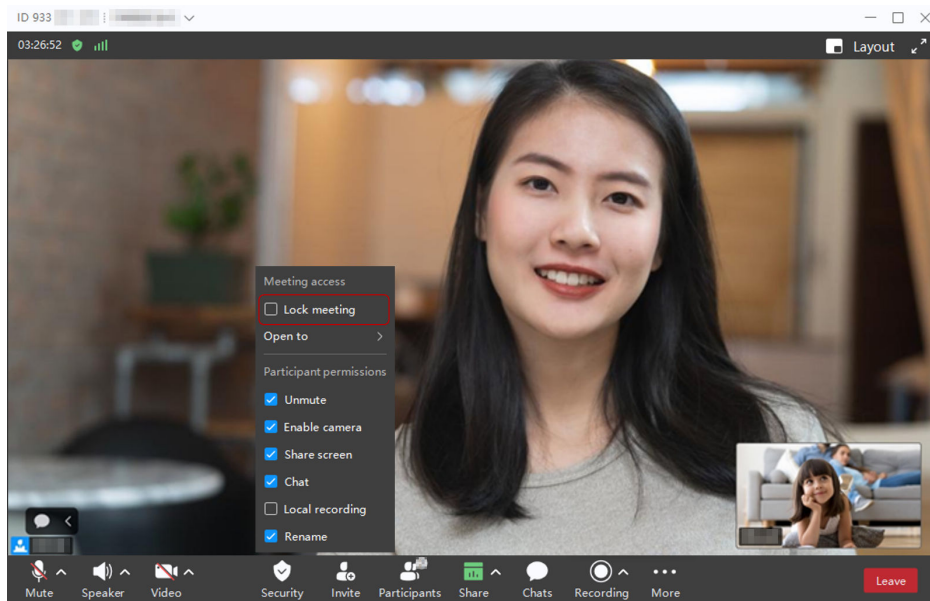 ID 933
03:26:52
Layout
Meeting access
Lock meeting
Open to
Participant permissions
Unmute
Enable camera
Share screen
Chat
Local recording
Rename
Mute
Speaker
Video
Security
Invite
Participants
Share
Chats
Recording
More
Leave